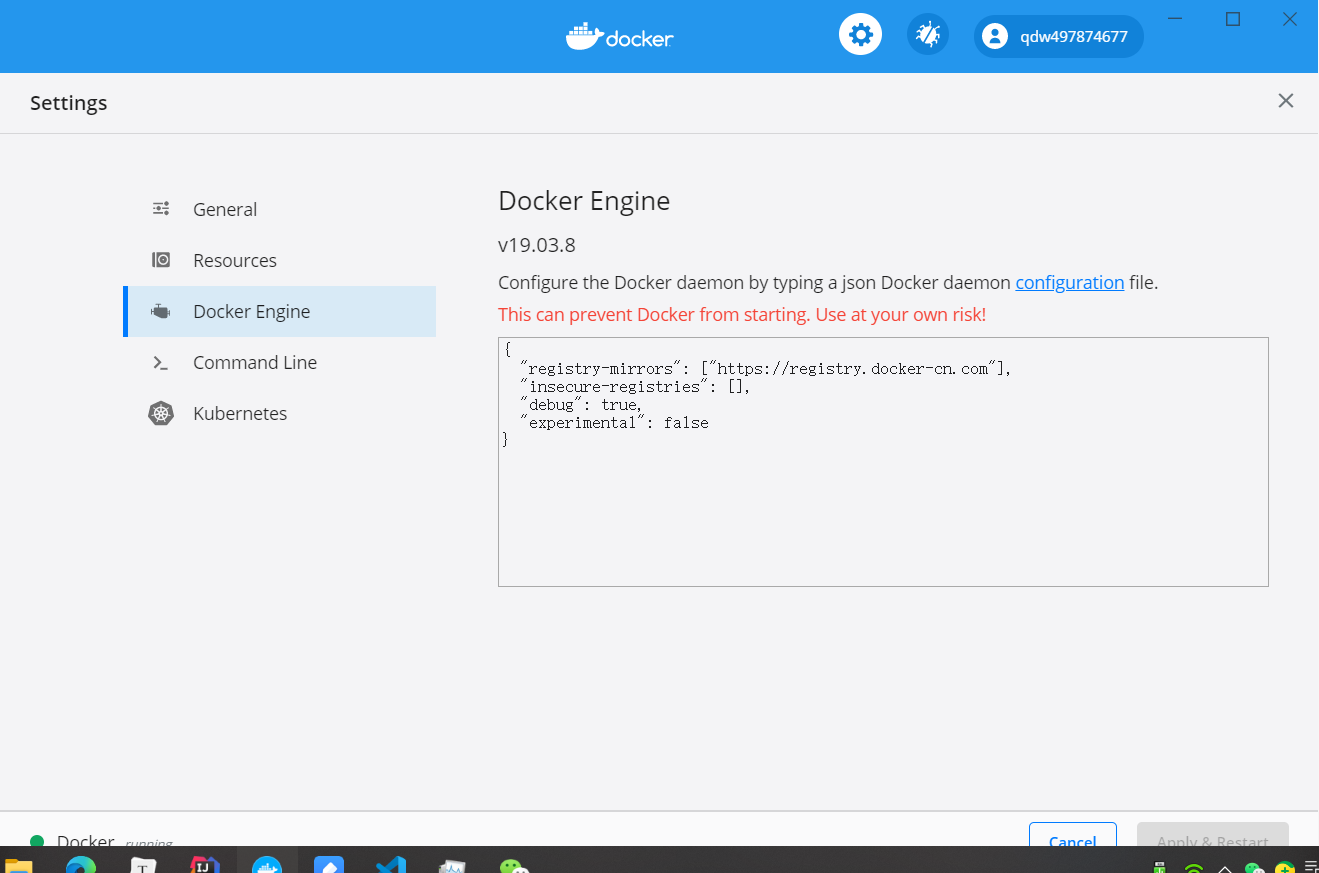 docker
qdw497874677
Settings
General
Resources
Docker Engine
Command Line
Kubernetes
Docker Engine
v19.03.8
Configure the Docker daemon by typing a json Docker daemon configuration file.
This can prevent Docker from starting. Use at your own risk!
{
"registry-mirrors": ["https://registry.docker-cn.com"],
"insecure-registries": [],
"debug": true,
"experimental": false
}
Docker running
Cancel
Apply & Restart
T
IJ